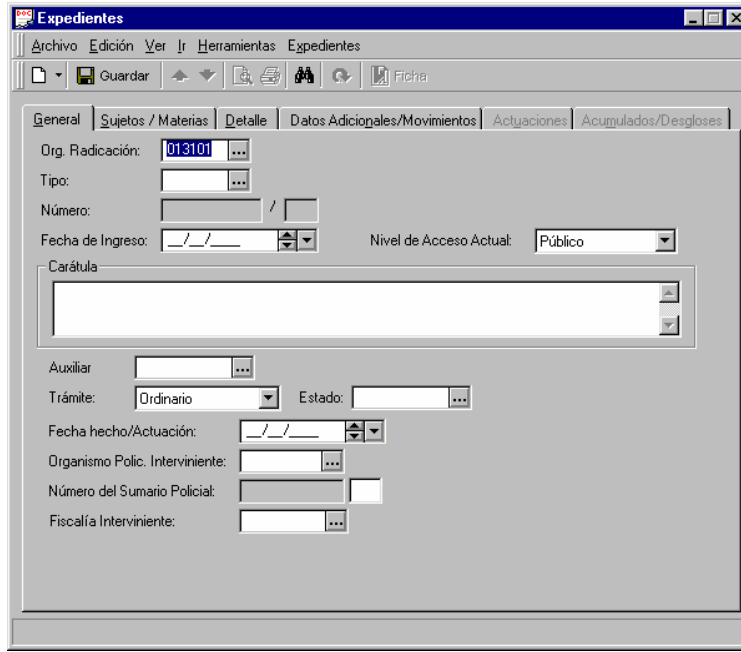 Expedientes
Archivo Edición Ver Ir Herramientas Expedientes
Guardar Ficha
General Sujetos / Materias Detalle Datos Adicionales/Movimientos Actuaciones Acumulados/Desgloses
Org. Radicación: 013101 ...
Tipo: ...
Número: /
Fecha de Ingreso: __/__/____ Nivel de Acceso Actual: Público
Carátula
Auxiliar ...
Trámite: Ordinario Estado: ...
Fecha hecho/Actuación: __/__/____
Organismo Polic. Interviniente: ...
Número del Sumario Policial:
Fiscalía Interviniente: ...